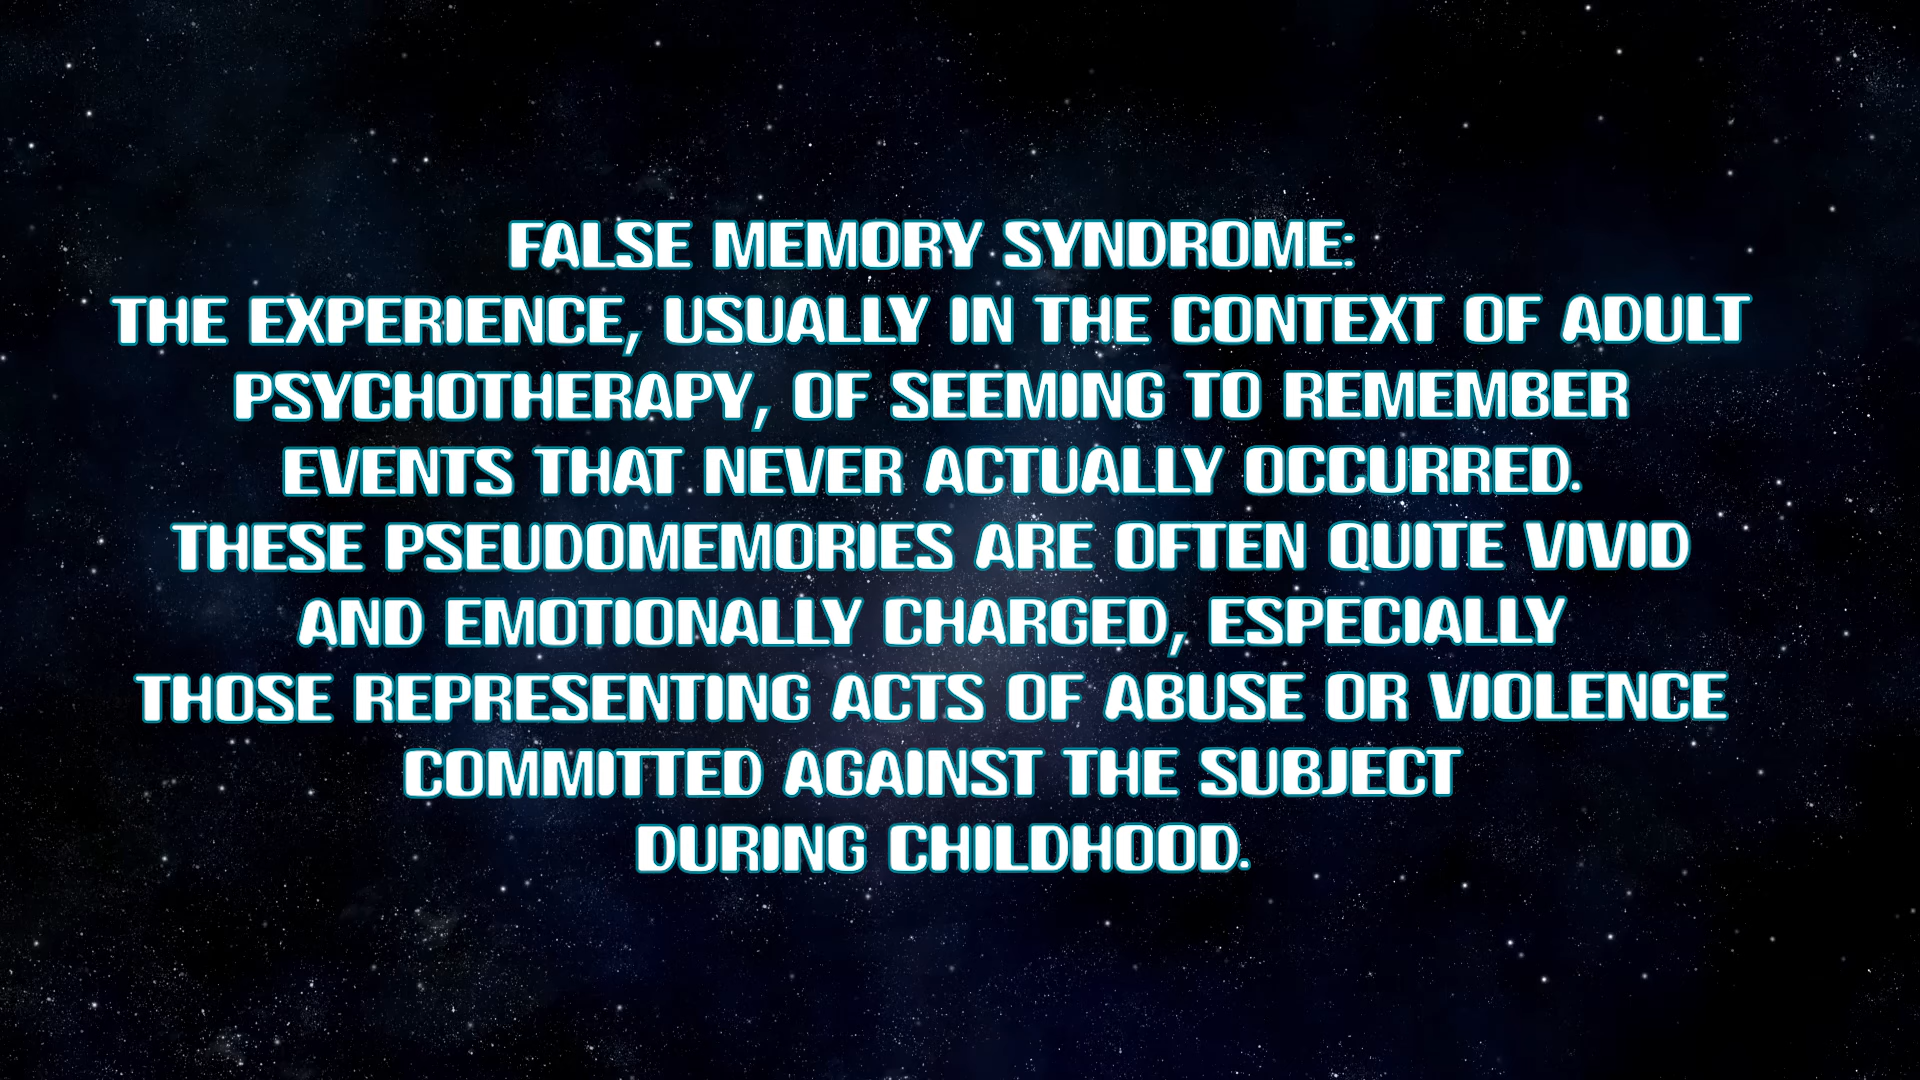 FALSE MEMORY SYNDROME:
THE EXPERIENCE, USUALLY IN THE CONTEXT OF ADULT
PSYCHOTHERAPY, OF SEEMING TO REMEMBER
EVENTS THAT NEVER ACTUALLY OCCURRED.
THESE PSEUDOMEMORIES ARE OFTEN QUITE VIVID
AND EMOTIONALLY CHARGED, ESPECIALLY
THOSE REPRESENTING ACTS OF ABUSE OR VIOLENCE
COMMITTED AGAINST THE SUBJECT
DURING CHILDHOOD.